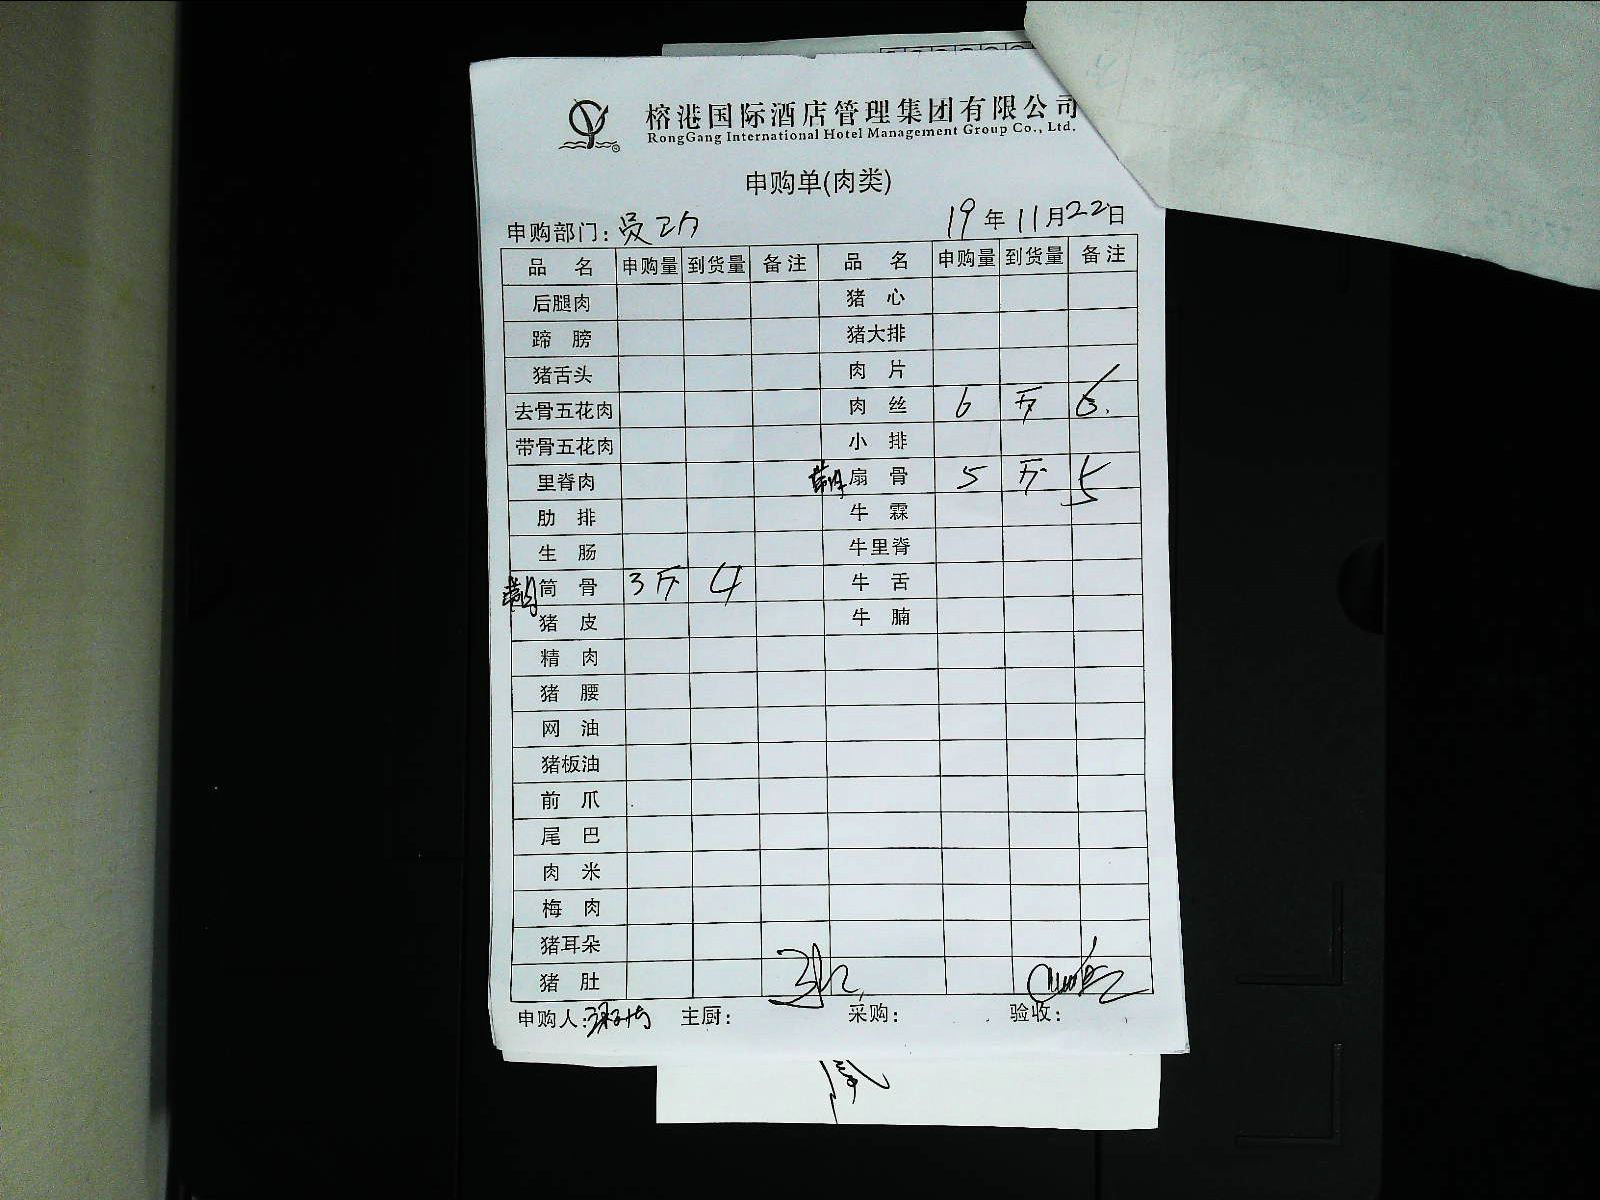 榕港国际酒店管理集团有限公司
RongGang International Hotel Management Group Co., Ltd.
申购单(肉类)
申购部门: 19年11月22日
品名 申购量 到货量 备注 品名 申购量 到货量 备注
后腿肉 猪心
蹄膀 猪大排
猪舌头 肉片
去骨五花肉 肉丝 6 斤 6.
带骨五花肉 小排
里脊肉 扇骨 5 斤 5
肋排 牛霖
生肠 牛里脊
筒骨 3斤 4 牛舌
猪皮 牛腩
精肉
猪腰
网油
猪板油
前爪
尾巴
肉米
梅肉
猪耳朵
猪肚
申购人: 主厨: 采购: 验收: